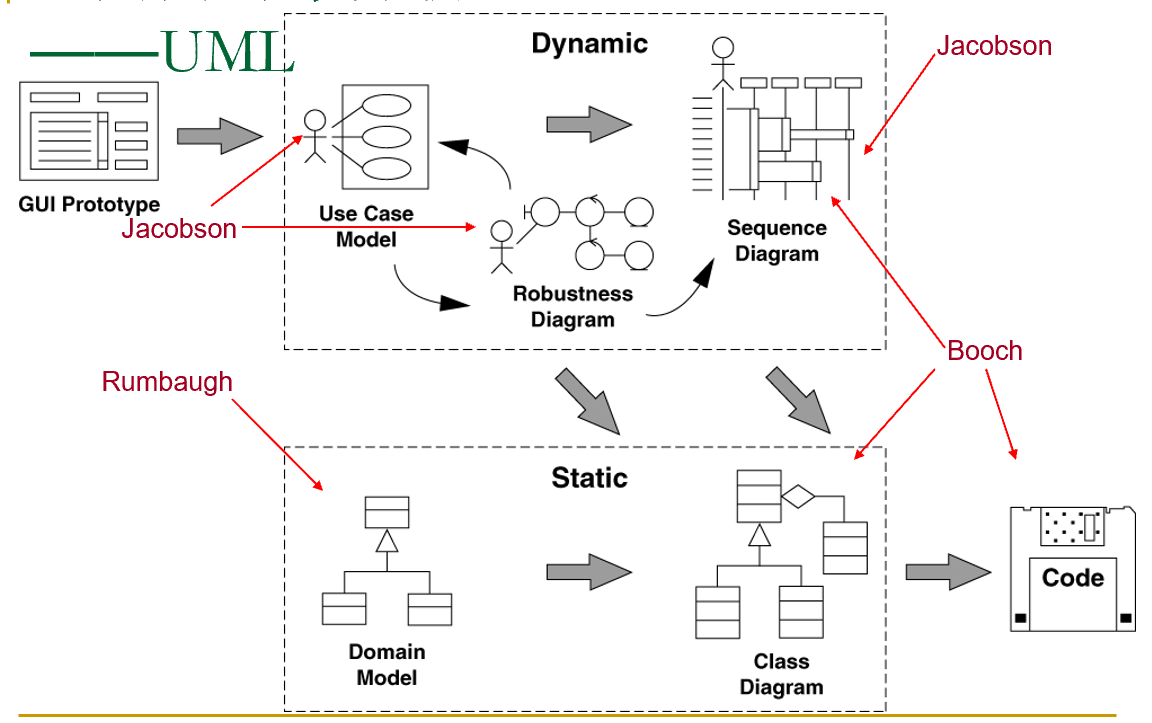 ——UML
Dynamic
Jacobson
GUI Prototype
Jacobson
Use Case
Model
Sequence
Diagram
Robustness
Diagram
Booch
Rumbaugh
Static
Code
Domain
Model
Class
Diagram